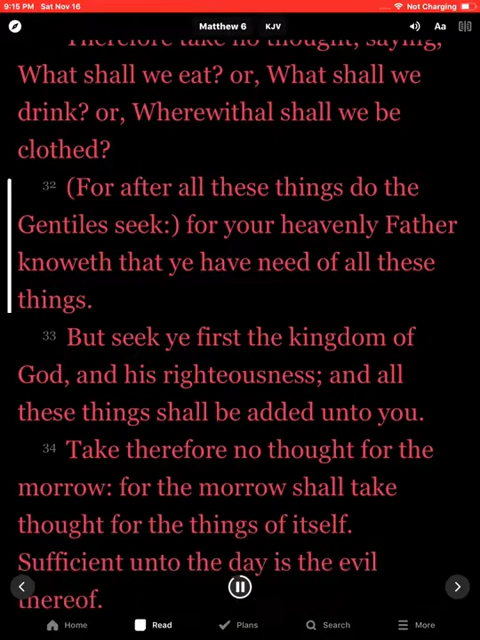 9:15 PM Sat Nov 16 Not Charging
Matthew 6 KJV Aa
Therefore take no thought, saying,
What shall we eat? or, What shall we
drink? or, Wherewithal shall we be
clothed?
32 (For after all these things do the
Gentiles seek:) for your heavenly Father
knoweth that ye have need of all these
things.
33 But seek ye first the kingdom of
God, and his righteousness; and all
these things shall be added unto you.
34 Take therefore no thought for the
morrow: for the morrow shall take
thought for the things of itself.
Sufficient unto the day is the evil
thereof.
Home Read Plans Search More